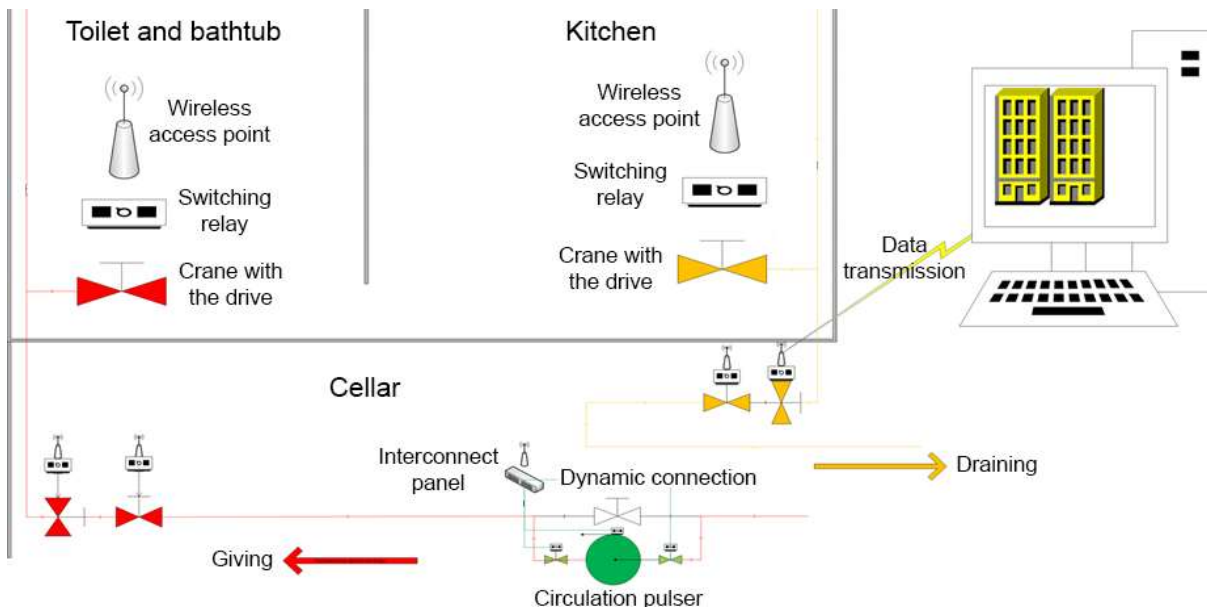 Toilet and bathtub
Kitchen
Wireless
access point
Wireless
access point
Switching
relay
Switching
relay
Crane with
the drive
Crane with
the drive
Data
transmission
Cellar
Interconnect
panel
Dynamic connection
Draining
Giving
Circulation pulser